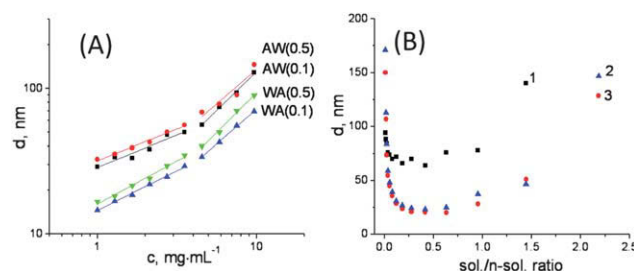 (A)
AW(0.5)
AW(0.1)
WA(0.5)
WA(0.1)
100
10
d, nm
1
10
c, mg·mL⁻¹
(B)
200
150
100
50
0
d, nm
1
2
3
0.0
0.5
1.0
1.5
2.0
2.5
sol./n-sol. ratio